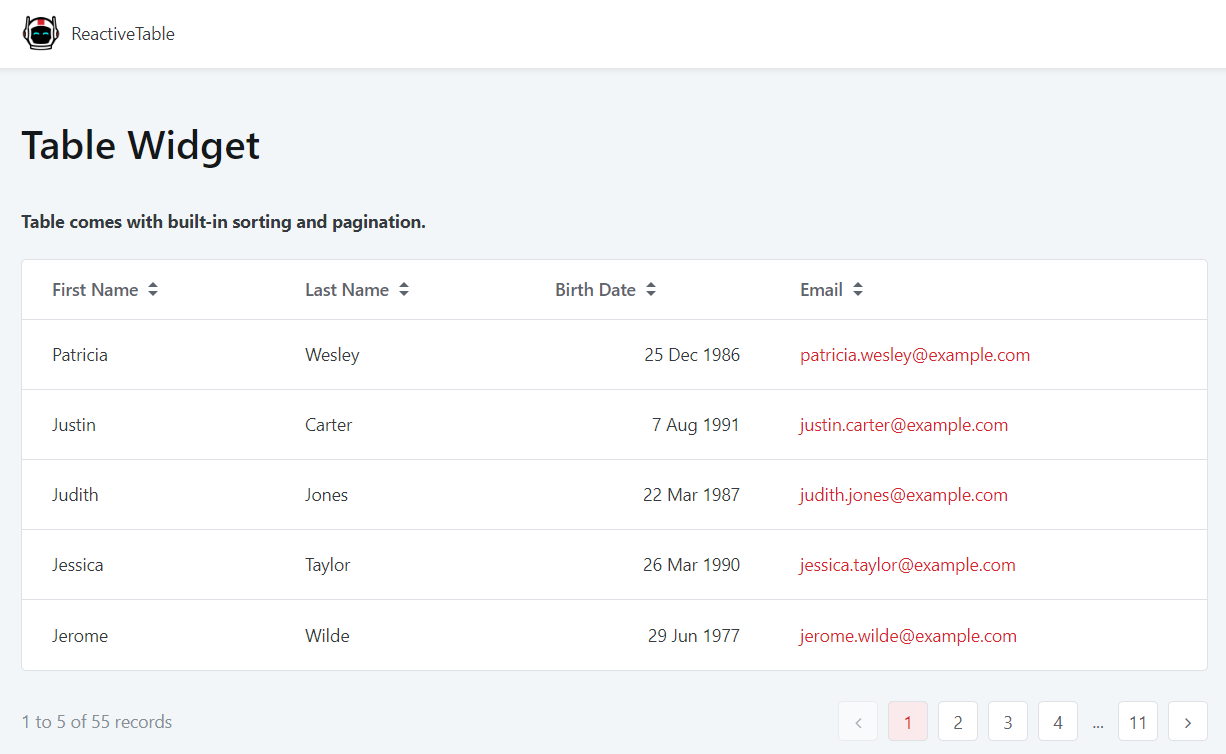 ReactiveTable
Table Widget
Table comes with built-in sorting and pagination.
First Name Last Name Birth Date Email
Patricia Wesley 25 Dec 1986 patricia.wesley@example.com
Justin Carter 7 Aug 1991 justin.carter@example.com
Judith Jones 22 Mar 1987 judith.jones@example.com
Jessica Taylor 26 Mar 1990 jessica.taylor@example.com
Jerome Wilde 29 Jun 1977 jerome.wilde@example.com
1 to 5 of 55 records < 1 2 3 4 ... 11 >